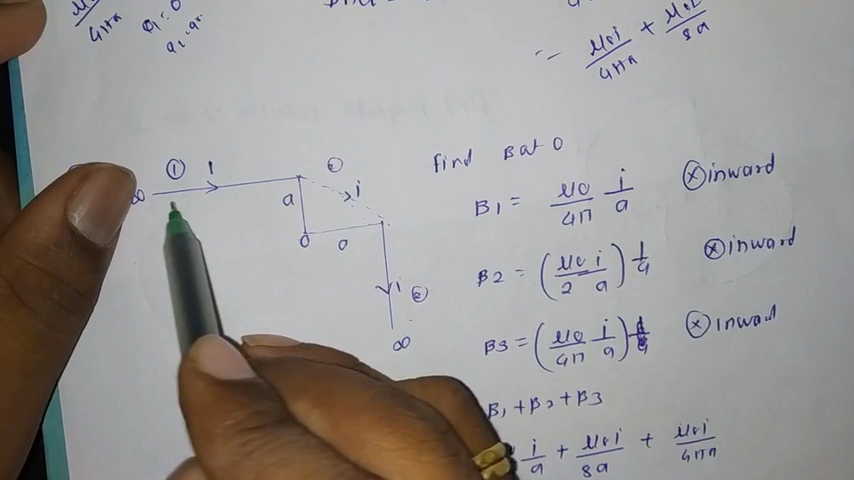 μ0i/4πa + μ0i/8a
Find B at O
① i ② i
∞ a
O a
i ③
∞
B1 = μ0/4π i/a ⊗ inward
B2 = (μ0/2 i/a) 1/4 ⊗ inward
B3 = (μ0/4π i/a) ⊗ inward
B1 + B2 + B3
i/a + μ0i/8a + μ0i/4πa